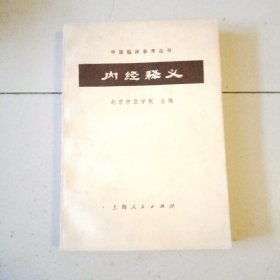 中医临床参考丛书
内经释义
北京中医学院 主编
上海人民出版社